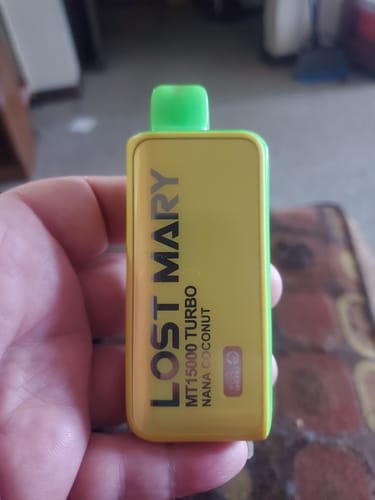 LOST MARY
MT15000 TURBO
NANA COCONUT